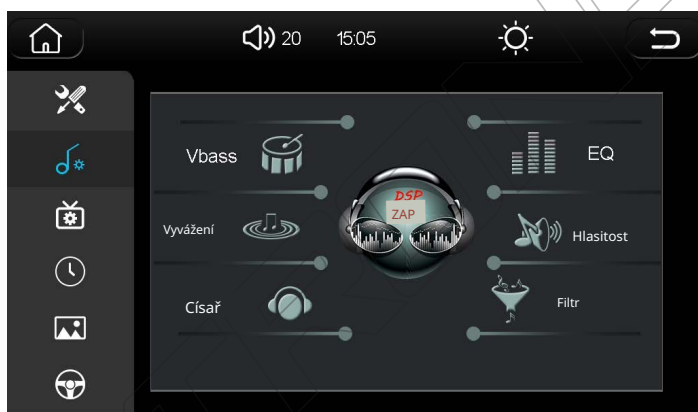 20 15:05
Vbass
EQ
DSP
ZAP
Vyvážení
Hlasitost
Císař
Filtr